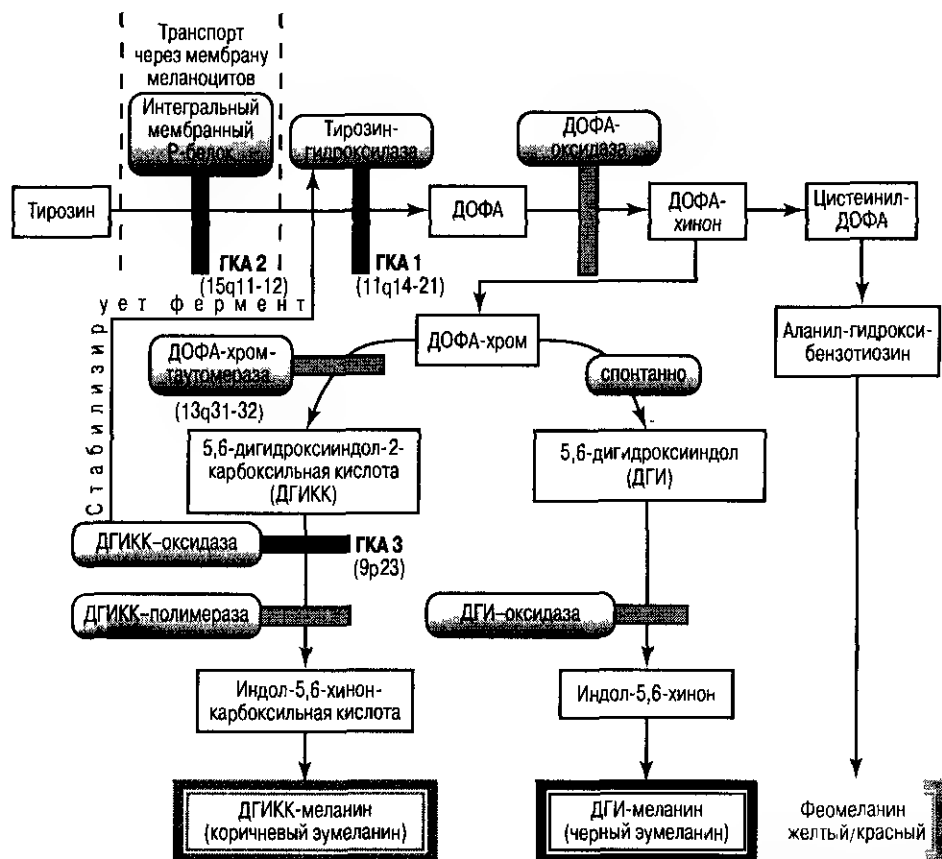 Транспорт
через мембрану
меланоцитов
Интегральный
мембранный
Р-белок
Тирозин-
гидроксилаза
ДОФА-
оксидаза
Тирозин
ДОФА
ДОФА-
хинон
Цистеинил-
ДОФА
ГКА 2
(15q11-12)
ГКА 1
(11q14-21)
Стабилизирует фермент
ДОФА-хром-
таутомераза
(13q31-32)
ДОФА-хром
спонтанно
Аланил-гидрокси-
бензотиозин
5,6-дигидроксииндол-2-
карбоксильная кислота
(ДГИКК)
5,6-дигидроксииндол
(ДГИ)
ДГИКК-оксидаза
ГКА 3
(9p23)
ДГИКК-полимераза
ДГИ-оксидаза
Индол-5,6-хинон-
карбоксильная кислота
Индол-5,6-хинон
ДГИКК-меланин
(коричневый эумеланин)
ДГИ-меланин
(черный эумеланин)
Феомеланин
желтый/красный